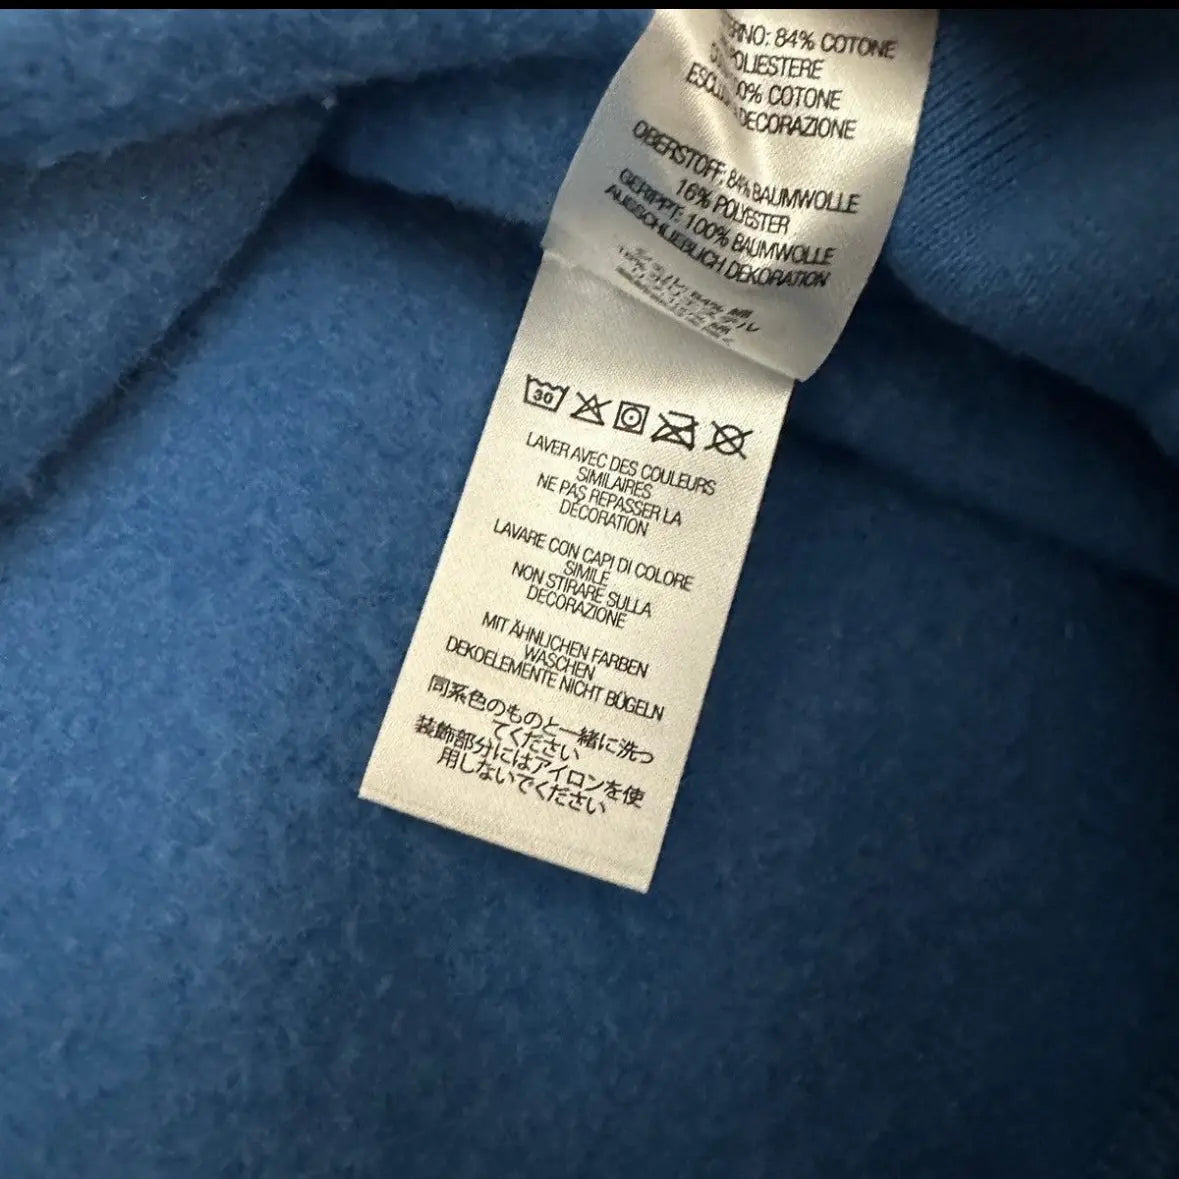 84% COTONE
COTONE
DECORAZIONE
OBERSTOFF: 84% BAUMWOLLE
16% POLYESTER
GERIPPT: 100% BAUMWOLLE
AUSSCHLIEßLICH DEKORATION
30
LAVER AVEC DES COULEURS
SIMILAIRES
NE PAS REPASSER LA
DÉCORATION
LAVARE CON CAPI DI COLORE
SIMILE
NON STIRARE SULLA
DECORAZIONE
MIT ÄHNLICHEN FARBEN
WASCHEN
DEKOELEMENTE NICHT BÜGELN
同系色のものと一緒に洗っ
てください
装飾部分にはアイロンを使
用しないでください